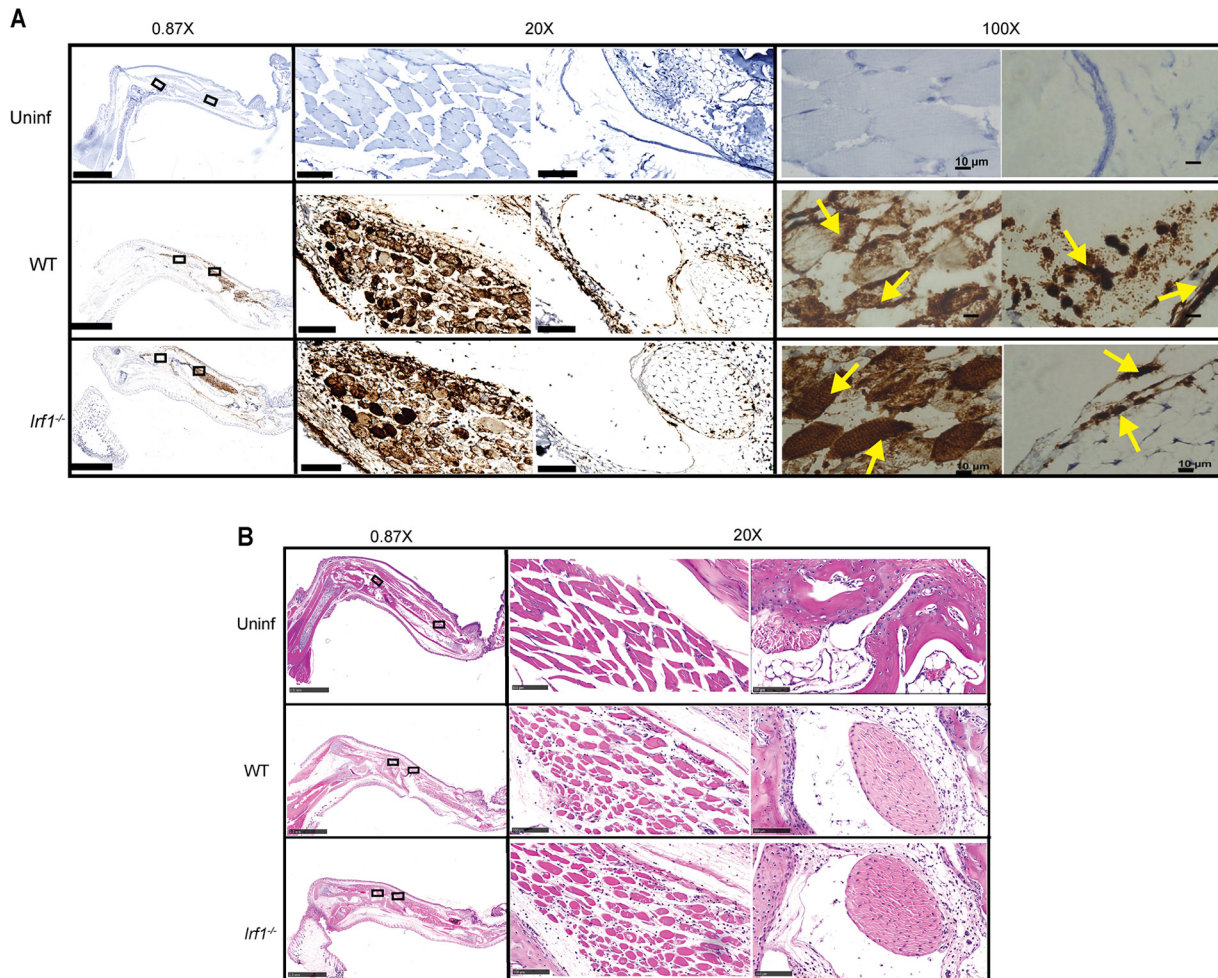 A
0.87X 20X 100X
Uninf
10 µm
WT
Irf1-/-
10 µm 10 µm
B
0.87X 20X
Uninf
WT
Irf1-/-